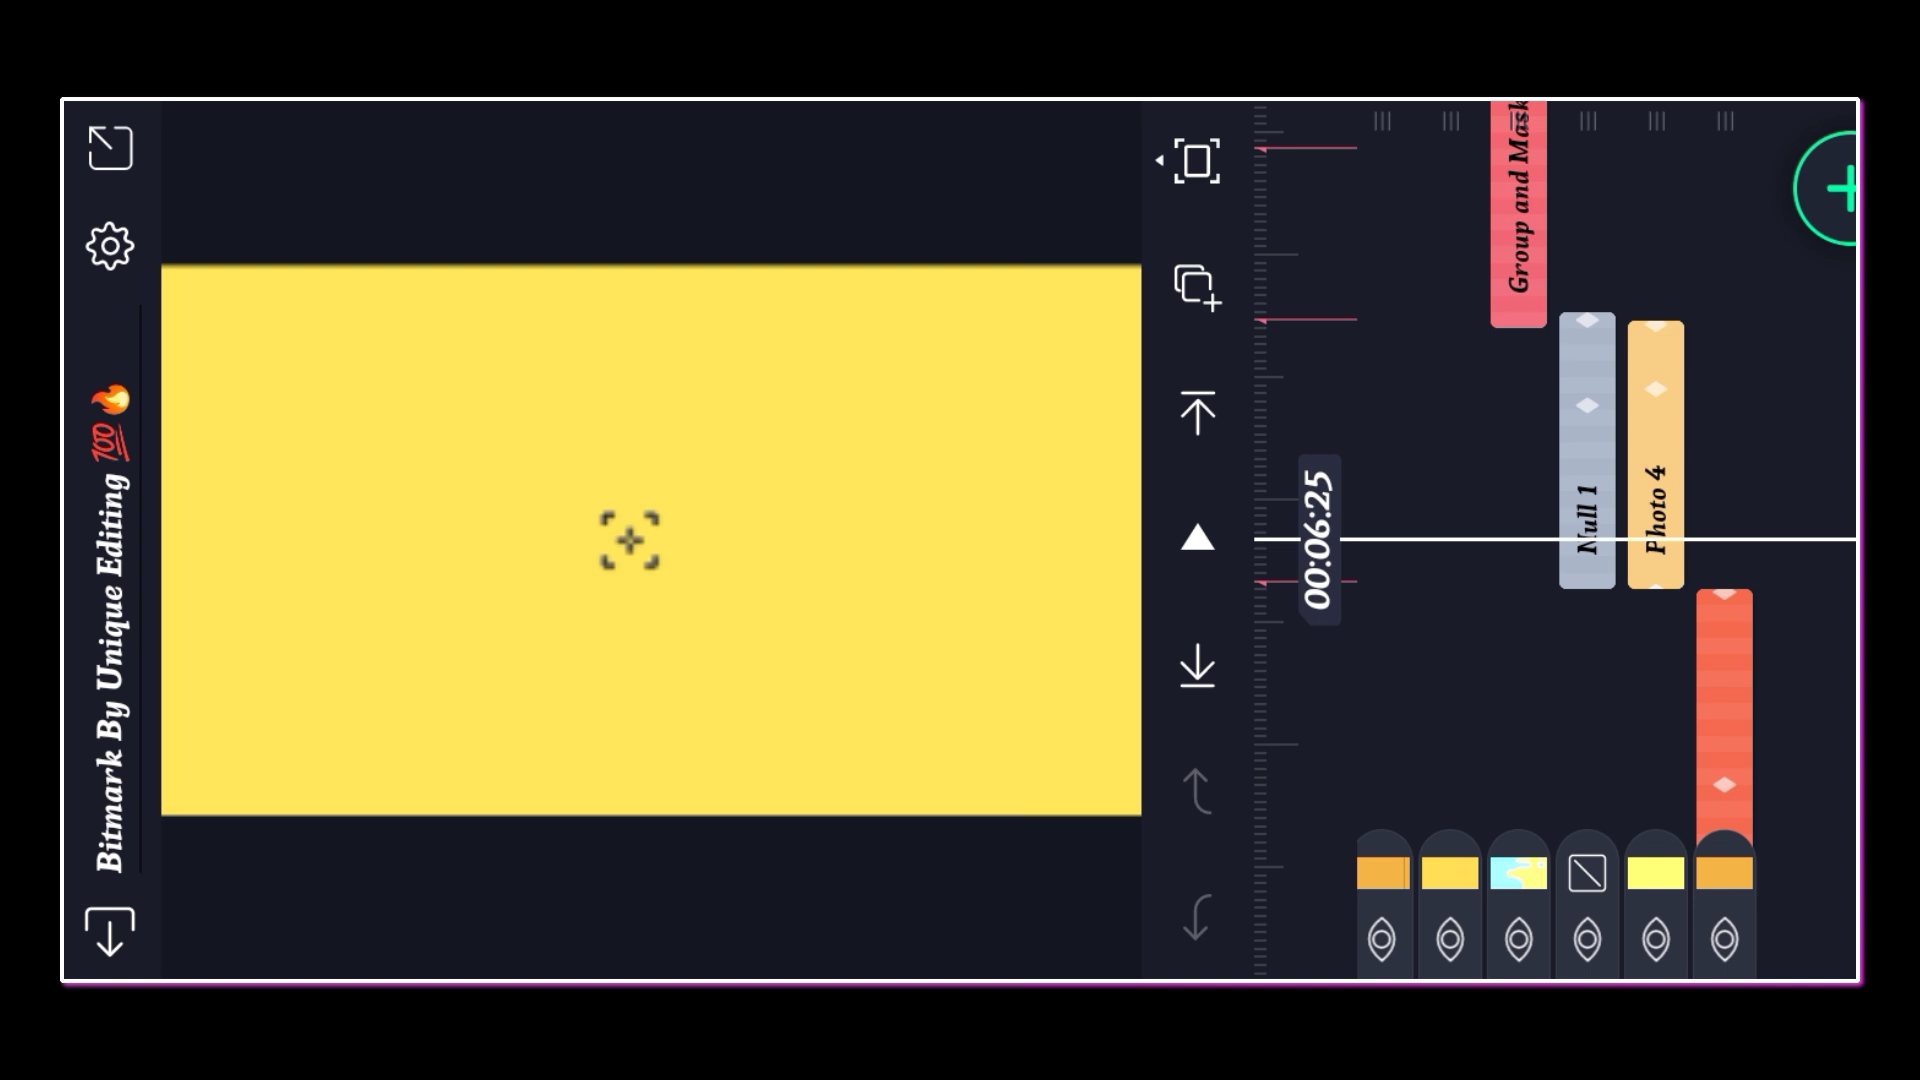 Bitmark By Unique Editing 💯🔥
00:06:25
Group and Mask
Null 1
Photo 4